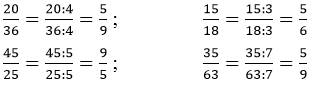 20/36 = 20:4/36:4 = 5/9 ; 15/18 = 15:3/18:3 = 5/6
45/25 = 45:5/25:5 = 9/5 ; 35/63 = 35:7/63:7 = 5/9